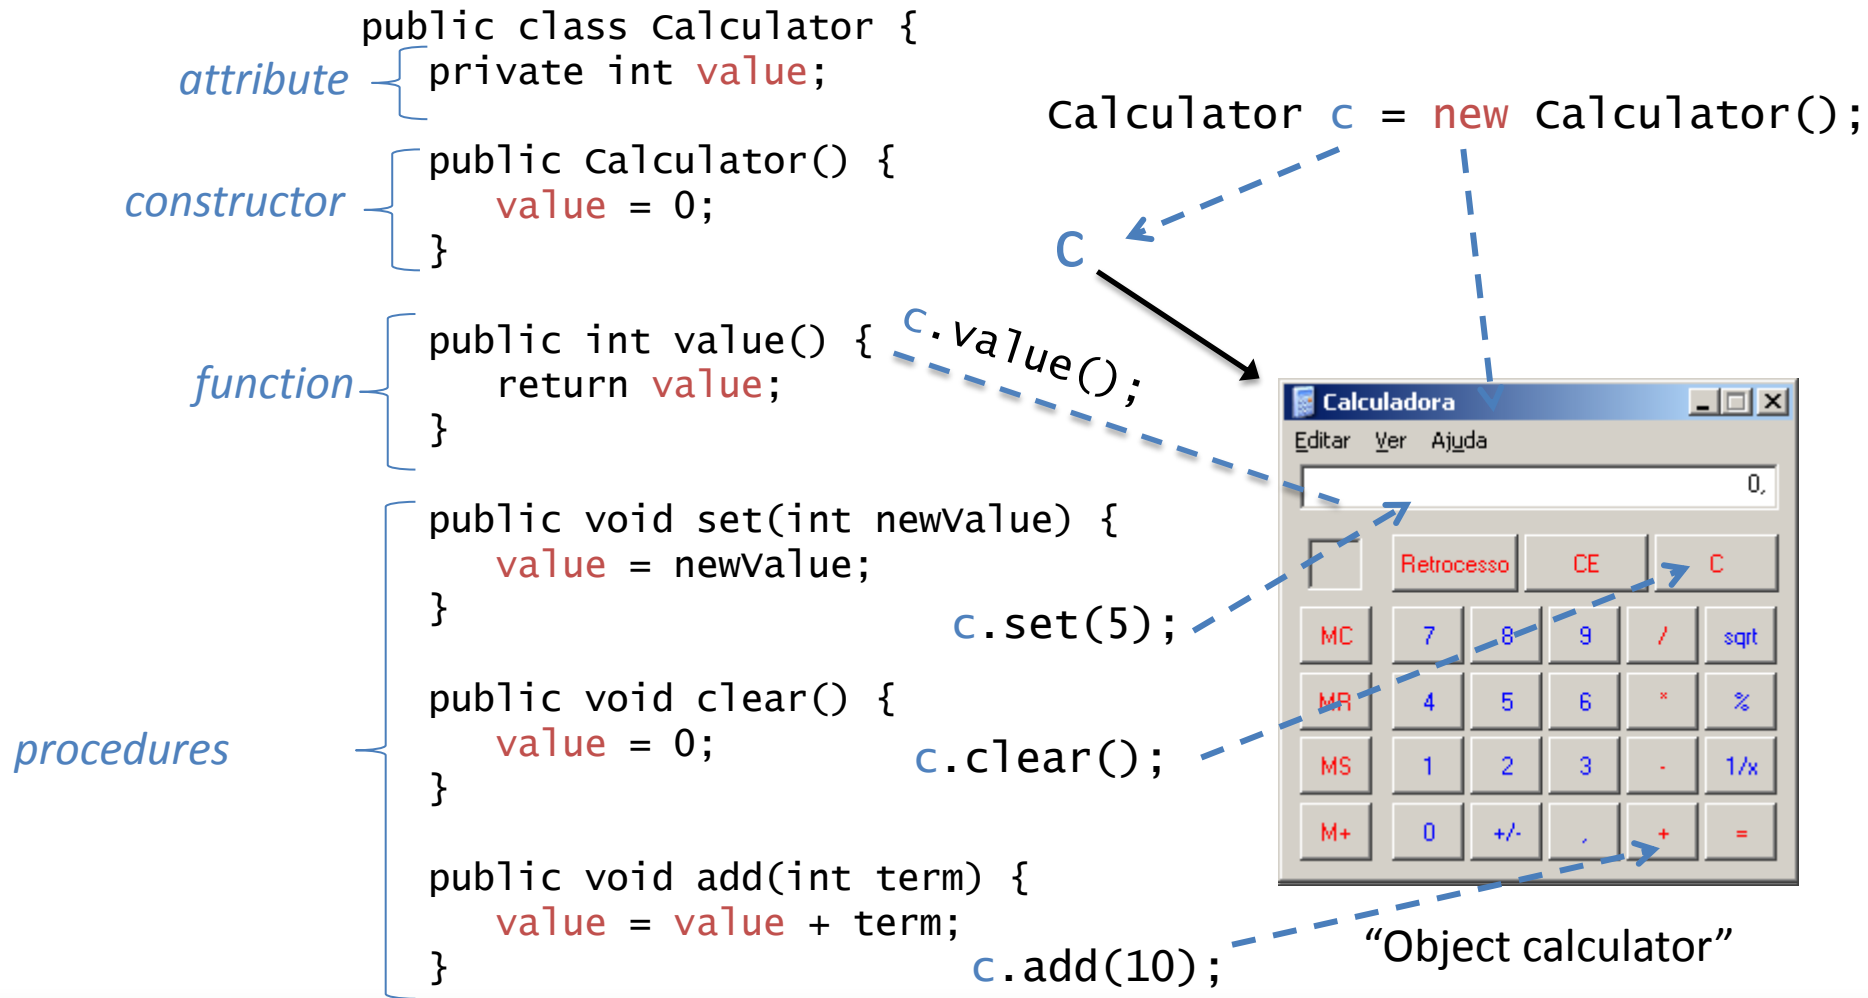 public class Calculator {
attribute
private int value;
constructor
public Calculator() {
value = 0;
}
function
public int value() {
return value;
}
procedures
public void set(int newValue) {
value = newValue;
}
public void clear() {
value = 0;
}
public void add(int term) {
value = value + term;
}
Calculator c = new Calculator();
c
c.value();
c.set(5);
c.clear();
c.add(10);
Calculadora
Editar Ver Ajuda
0,
Retrocesso CE C
MC 7 8 9 / sqrt
MR 4 5 6 * %
MS 1 2 3 - 1/x
M+ 0 +/- , + =
“Object calculator”